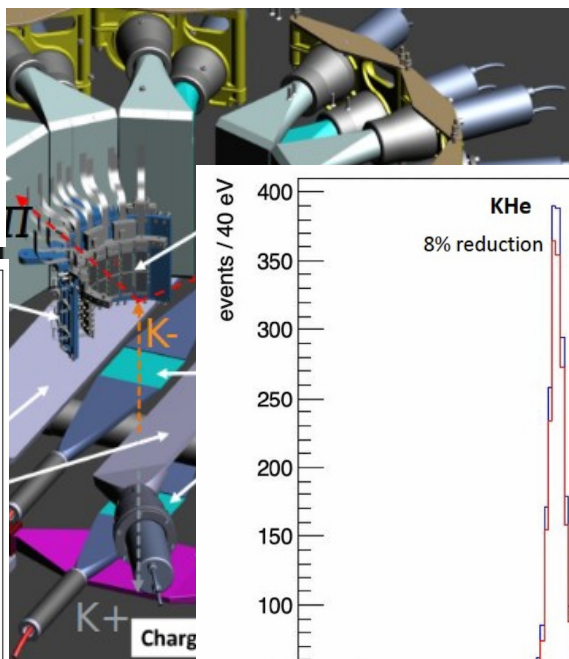 Π
K-
K+
Charg
events / 40 eV
400
350
300
250
200
150
100
KHe
8% reduction